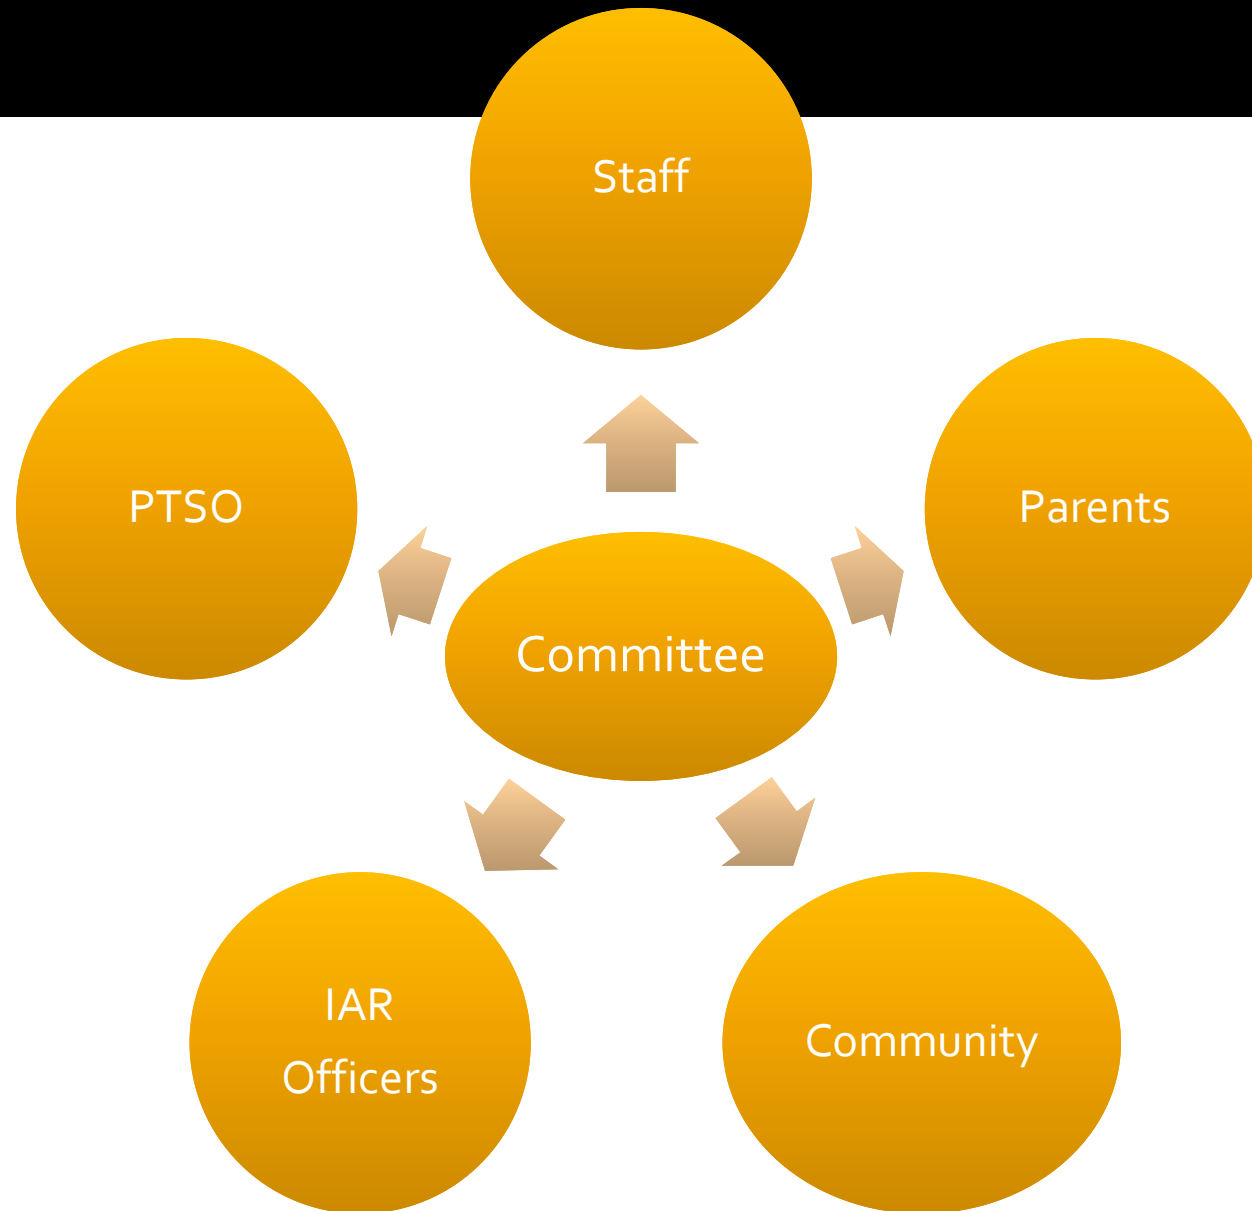 Staff
PTSO
Parents
Committee
IAR
Officers
Community